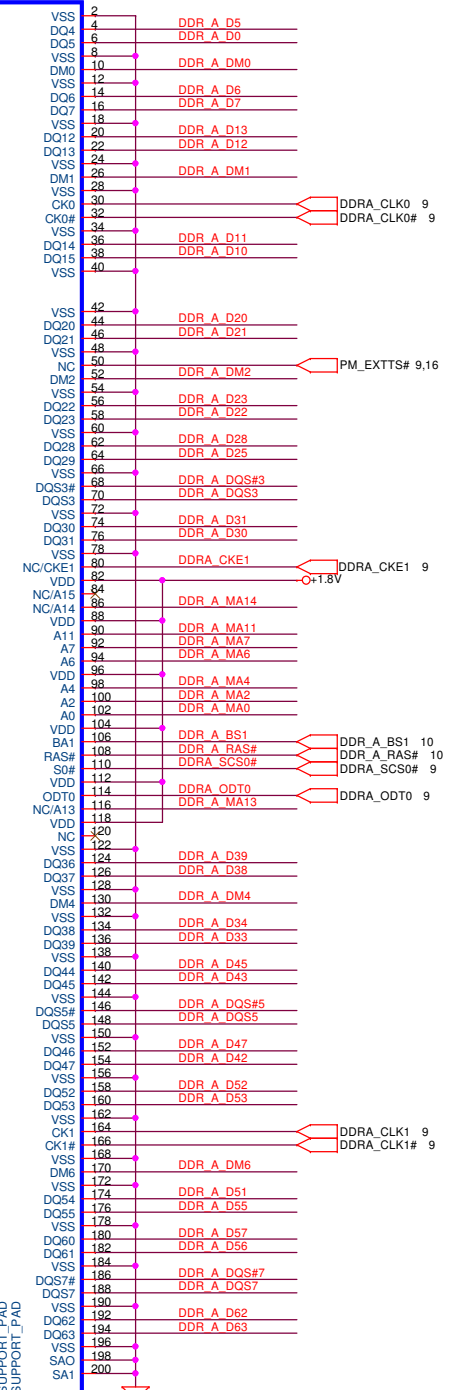 VSS 2
DQ4 4 DDR_A_D5
DQ5 6 DDR_A_D0
VSS 8
DM0 10 DDR_A_DM0
VSS 12
DQ6 14 DDR_A_D6
DQ7 16 DDR_A_D7
VSS 18
DQ12 20 DDR_A_D13
DQ13 22 DDR_A_D12
VSS 24
DM1 26 DDR_A_DM1
VSS 28
CK0 30 DDRA_CLK0 9
CK0# 32 DDRA_CLK0# 9
VSS 34
DQ14 36 DDR_A_D11
DQ15 38 DDR_A_D10
VSS 40
VSS 42
DQ20 44 DDR_A_D20
DQ21 46 DDR_A_D21
VSS 48
NC 50 PM_EXTTS# 9,16
DM2 52 DDR_A_DM2
VSS 54
DQ22 56 DDR_A_D23
DQ23 58 DDR_A_D22
VSS 60
DQ28 62 DDR_A_D28
DQ29 64 DDR_A_D25
VSS 66
DQS3# 68 DDR_A_DQS#3
DQS3 70 DDR_A_DQS3
VSS 72
DQ30 74 DDR_A_D31
DQ31 76 DDR_A_D30
VSS 78
NC/CKE1 80 DDRA_CKE1 DDRA_CKE1 9
VDD 82 +1.8V
NC/A15 84
NC/A14 86 DDR_A_MA14
VDD 88
A11 90 DDR_A_MA11
A7 92 DDR_A_MA7
A6 94 DDR_A_MA6
VDD 96
A4 98 DDR_A_MA4
A2 100 DDR_A_MA2
A0 102 DDR_A_MA0
VDD 104
BA1 106 DDR_A_BS1 DDR_A_BS1 10
RAS# 108 DDR_A_RAS# DDR_A_RAS# 10
S0# 110 DDRA_SCS0# DDRA_SCS0# 9
VDD 112
ODT0 114 DDRA_ODT0 DDRA_ODT0 9
NC/A13 116 DDR_A_MA13
VDD 118
NC 120
VSS 122
DQ36 124 DDR_A_D39
DQ37 126 DDR_A_D38
VSS 128
DM4 130 DDR_A_DM4
VSS 132
DQ38 134 DDR_A_D34
DQ39 136 DDR_A_D33
VSS 138
DQ44 140 DDR_A_D45
DQ45 142 DDR_A_D43
VSS 144
DQS5# 146 DDR_A_DQS#5
DQS5 148 DDR_A_DQS5
VSS 150
DQ46 152 DDR_A_D47
DQ47 154 DDR_A_D42
VSS 156
DQ52 158 DDR_A_D52
DQ53 160 DDR_A_D53
VSS 162
CK1 164 DDRA_CLK1 9
CK1# 166 DDRA_CLK1# 9
VSS 168
DM6 170 DDR_A_DM6
VSS 172
DQ54 174 DDR_A_D51
DQ55 176 DDR_A_D55
VSS 178
DQ60 180 DDR_A_D57
DQ61 182 DDR_A_D56
VSS 184
DQS7# 186 DDR_A_DQS#7
DQS7 188 DDR_A_DQS7
VSS 190
DQ62 192 DDR_A_D62
DQ63 194 DDR_A_D63
VSS 196
SAO 198
SA1 200
SUPPORT_PAD
SUPPORT_PAD